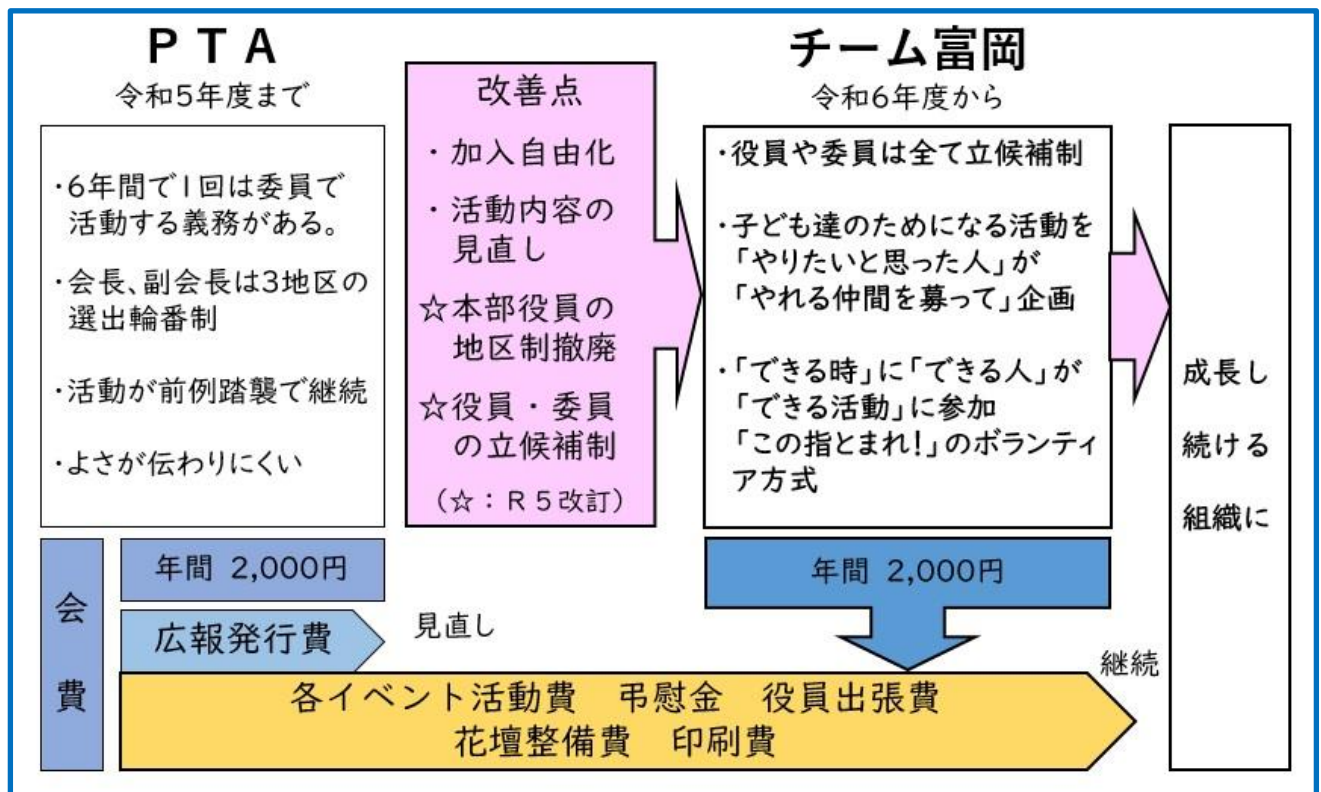 PTA
令和5年度まで
・6年間で1回は委員で
活動する義務がある。
・会長、副会長は3地区の
選出輪番制
・活動が前例踏襲で継続
・よさが伝わりにくい
改善点
・加入自由化
・活動内容の
見直し
☆本部役員の
地区制撤廃
☆役員・委員
の立候補制
(☆：R5改訂)
チーム富岡
令和6年度から
・役員や委員は全て立候補制
・子ども達のためになる活動を
「やりたいと思った人」が
「やれる仲間を募って」企画
・「できる時」に「できる人」が
「できる活動」に参加
「この指とまれ!」のボランティ
ア方式
成長し
続ける
組織に
会
費
年間 2,000円
広報発行費
見直し
年間 2,000円
継続
各イベント活動費 弔慰金 役員出張費
花壇整備費 印刷費